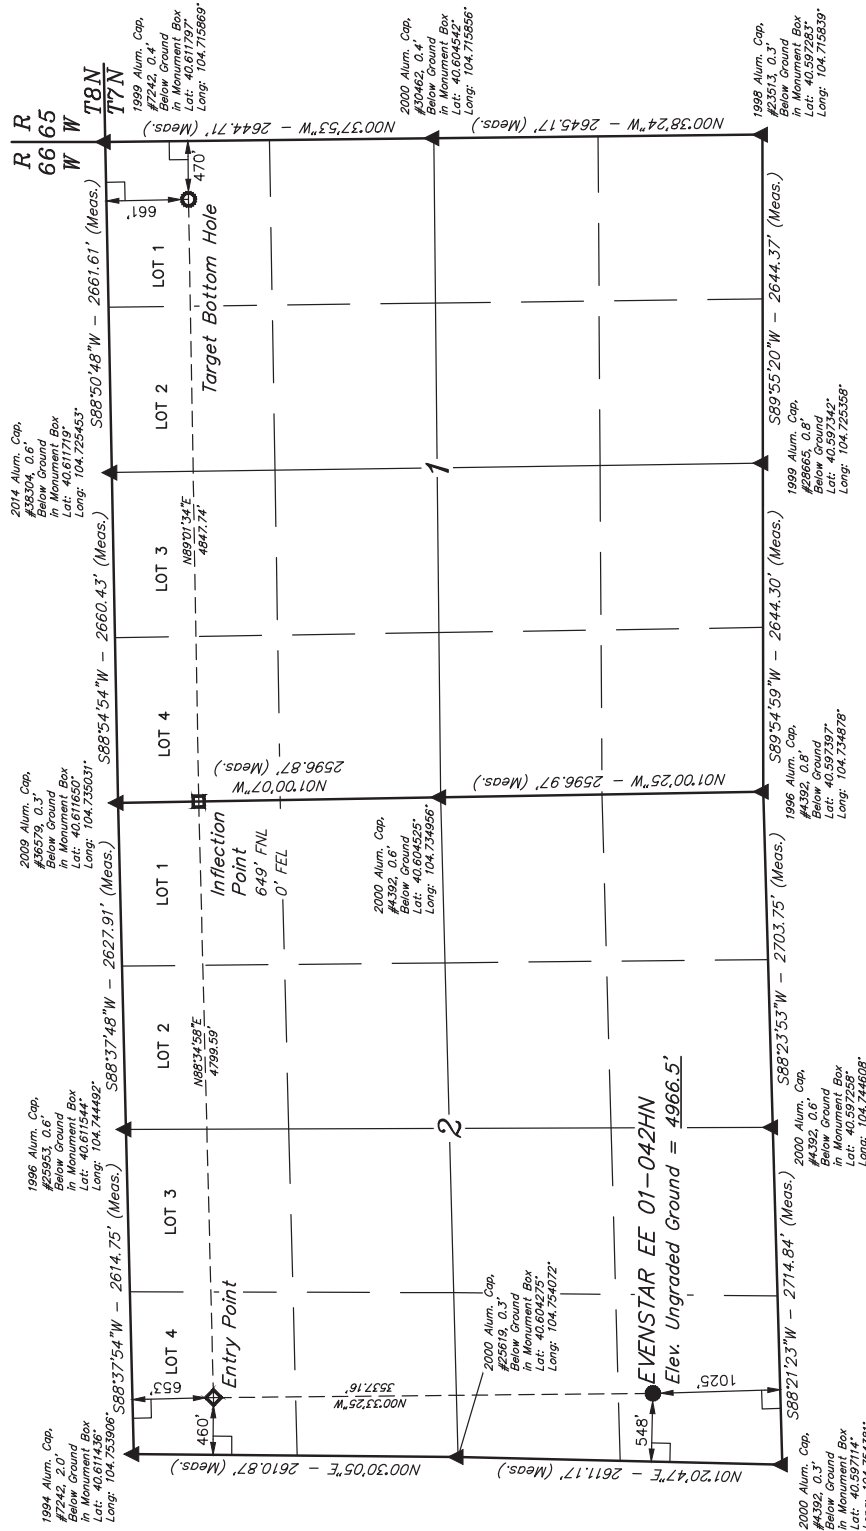 R R
66 65
W W
T8N
T7N
1999 Alum. Cap,
#7242, 0.4'
Below Ground
in Monument Box
Lat: 40.611797°
Long: 104.715869°
N00°37'53"W - 2644.71' (Meas.)
2000 Alum. Cap,
#30462, 0.4'
Below Ground
in Monument Box
Lat: 40.604542°
Long: 104.715856°
N00°38'24"W - 2645.17' (Meas.)
1998 Alum. Cap,
#23513, 0.3'
Below Ground
in Monument Box
Lat: 40.597283°
Long: 104.715839°
S88°50'48"W - 2661.61' (Meas.)
661'
470'
Target Bottom Hole
LOT 1
LOT 2
S89°55'20"W - 2644.37' (Meas.)
2014 Alum. Cap,
#38304, 0.6'
Below Ground
in Monument Box
Lat: 40.611719°
Long: 104.725453°
1
1999 Alum. Cap,
#28665, 0.8'
Below Ground
Lat: 40.597342°
Long: 104.725358°
S88°54'54"W - 2660.43' (Meas.)
N89°01'34"E
4847.74'
LOT 3
LOT 4
S89°54'59"W - 2644.30' (Meas.)
2009 Alum. Cap,
#36579, 0.3'
Below Ground
in Monument Box
Lat: 40.611650°
Long: 104.735031°
N01°00'07"W
2596.87' (Meas.)
N01°00'25"W - 2596.97' (Meas.)
1996 Alum. Cap,
#4392, 0.8'
Below Ground
Lat: 40.597397°
Long: 104.734878°
Inflection
Point
649' FNL
0' FEL
2000 Alum. Cap,
#4392, 0.6'
Below Ground
Lat: 40.604525°
Long: 104.734956°
S88°37'48"W - 2627.91' (Meas.)
LOT 1
LOT 2
N88°34'58"E
4799.59'
S88°23'53"W - 2703.75' (Meas.)
1996 Alum. Cap,
#25953, 0.6'
Below Ground
in Monument Box
Lat: 40.611544°
Long: 104.744492°
2
2000 Alum. Cap,
#4392, 0.6'
Below Ground
Lat: 40.597258°
Long: 104.744608°
S88°37'54"W - 2614.75' (Meas.)
LOT 3
LOT 4
653'
460'
Entry Point
N00°33'25"W
3537.16'
2000 Alum. Cap,
#25619, 0.3'
Below Ground
in Monument Box
Lat: 40.604275°
Long: 104.754072°
EVENSTAR EE 01-042HN
Elev. Ungraded Ground = 4966.5'
548'
1025'
S88°21'23"W - 2714.84' (Meas.)
1994 Alum. Cap,
#7242, 2.0'
Below Ground
in Monument Box
Lat: 40.611436°
Long: 104.753906°
N00°30'05"E - 2610.87' (Meas.)
N01°20'47"E - 2611.17' (Meas.)
2000 Alum. Cap,
#4392, 0.3'
Below Ground
in Monument Box
Lat: 40.597114°